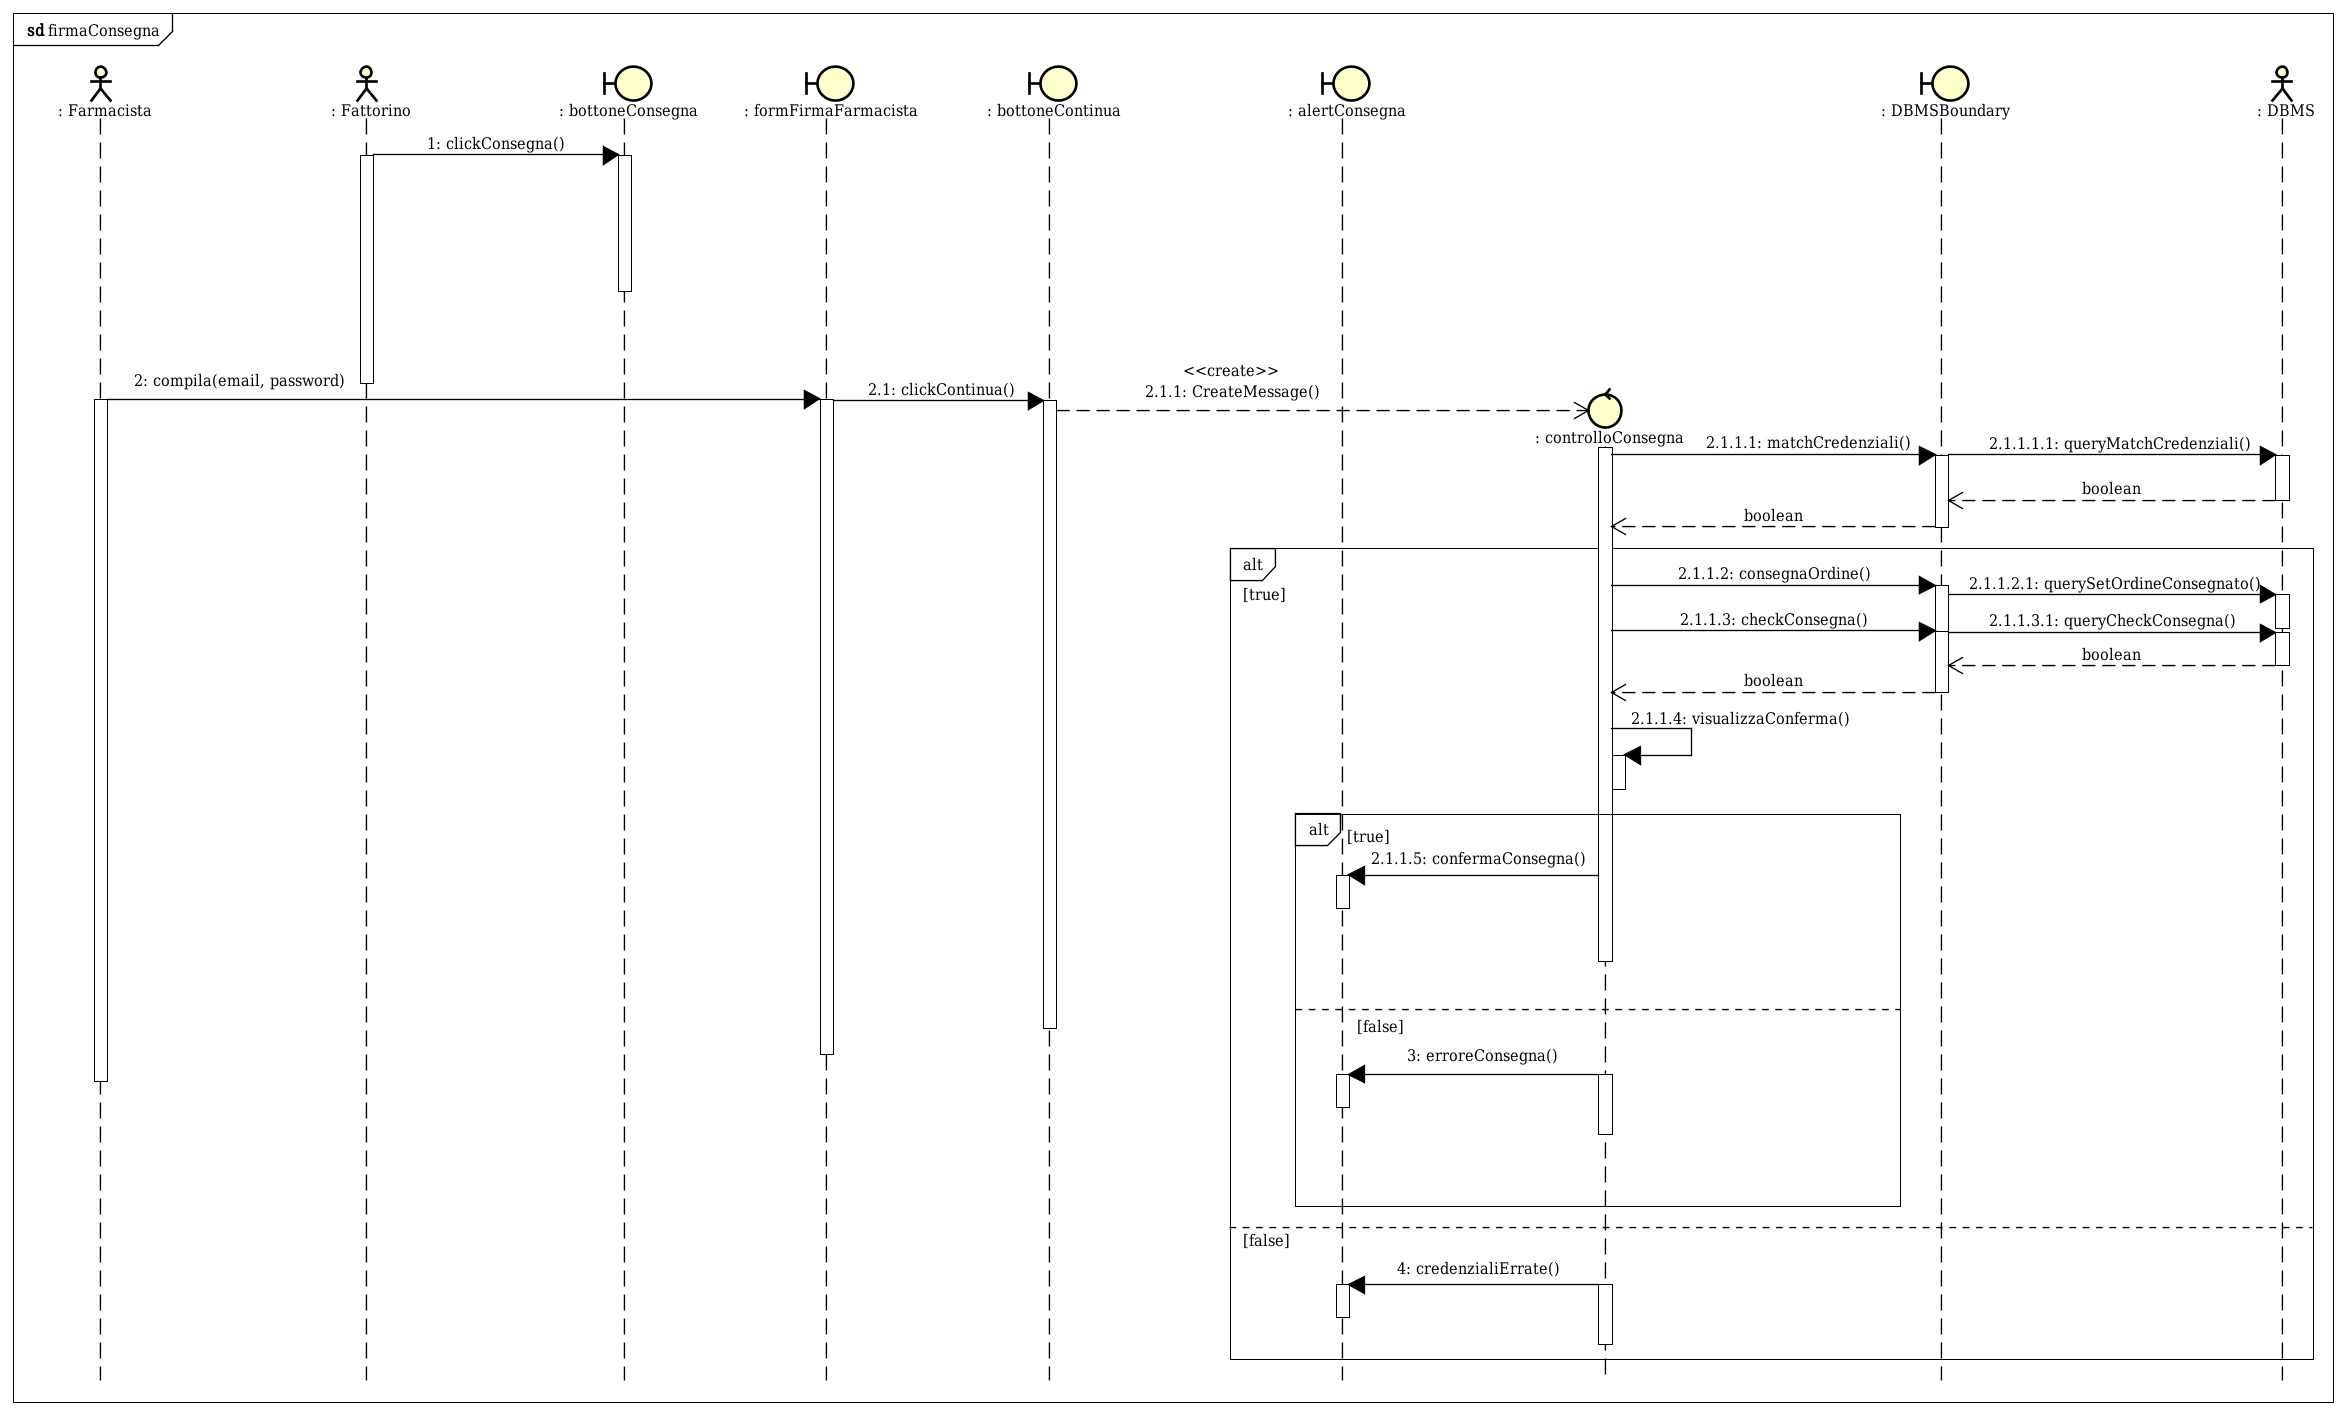 sd firmaConsegna
: Farmacista
: Fattorino
: bottoneConsegna
: formFirmaFarmacista
: bottoneContinua
: alertConsegna
: DBMSBoundary
: DBMS
1: clickConsegna()
2: compila(email, password)
2.1: clickContinua()
<<create>>
2.1.1: CreateMessage()
: controlloConsegna
2.1.1.1: matchCredenziali()
2.1.1.1.1: queryMatchCredenziali()
boolean
boolean
alt
[true]
2.1.1.2: consegnaOrdine()
2.1.1.2.1: querySetOrdineConsegnato()
2.1.1.3: checkConsegna()
2.1.1.3.1: queryCheckConsegna()
boolean
boolean
2.1.1.4: visualizzaConferma()
alt
[true]
2.1.1.5: confermaConsegna()
[false]
3: erroreConsegna()
[false]
4: credenzialiErrate()